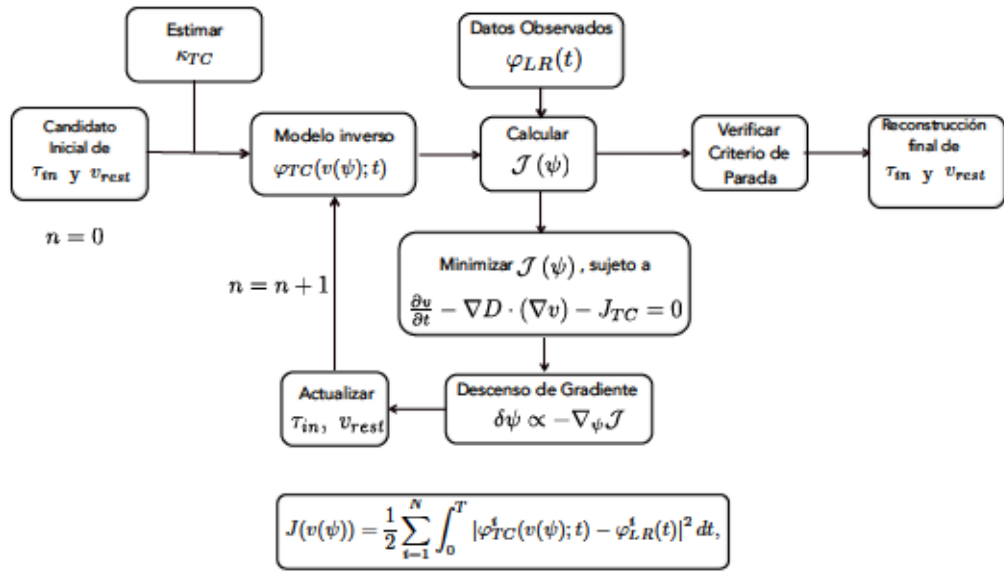 Estimar
κ_TC
Datos Observados
φ_LR(t)
Candidato
Inicial de
τ_in y v_rest
n = 0
Modelo inverso
φ_TC(v(ψ); t)
Calcular
𝒥(ψ)
Verificar
Criterio de
Parada
Reconstrucción
final de
τ_in y v_rest
Minimizar 𝒥(ψ), sujeto a
∂v/∂t − ∇D · (∇v) − J_TC = 0
n = n + 1
Actualizar
τ_in, v_rest
Descenso de Gradiente
δψ ∝ −∇_ψ 𝒥
J(v(ψ)) = 1/2 ∑_{i=1}^{N} ∫_0^T |φ^i_TC(v(ψ); t) − φ^i_LR(t)|² dt,